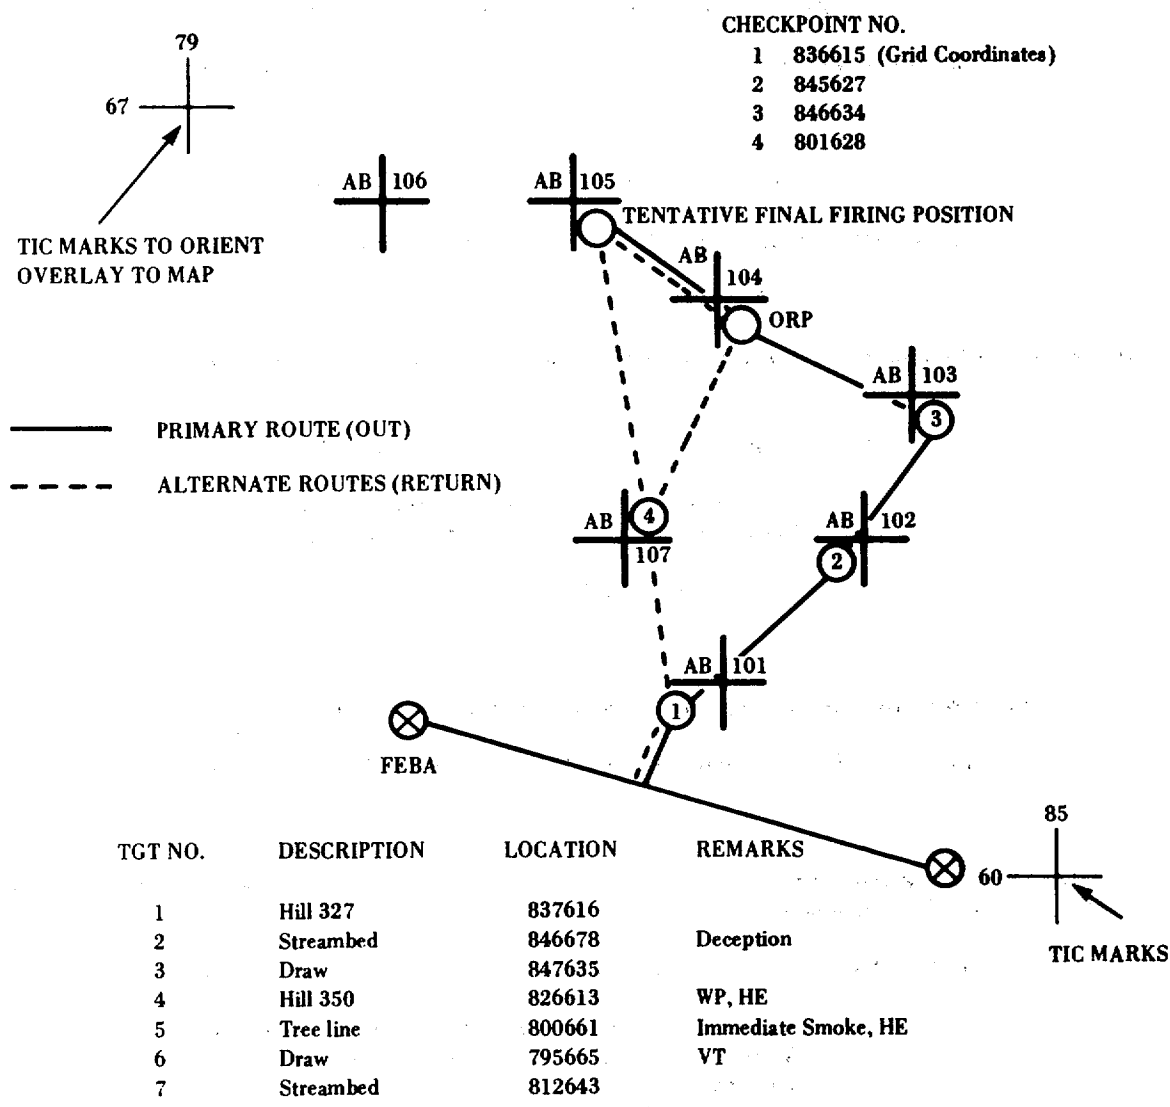 CHECKPOINT NO.
1 836615 (Grid Coordinates)
2 845627
3 846634
4 801628
79
67
TIC MARKS TO ORIENT
OVERLAY TO MAP
AB 106
AB 105
TENTATIVE FINAL FIRING POSITION
AB
104
ORP
AB 103
3
PRIMARY ROUTE (OUT)
ALTERNATE ROUTES (RETURN)
4
AB
107
AB 102
2
AB 101
1
FEBA
85
60
TIC MARKS
TGT NO. DESCRIPTION LOCATION REMARKS
1 Hill 327 837616
2 Streambed 846678 Deception
3 Draw 847635
4 Hill 350 826613 WP, HE
5 Tree line 800661 Immediate Smoke, HE
6 Draw 795665 VT
7 Streambed 812643